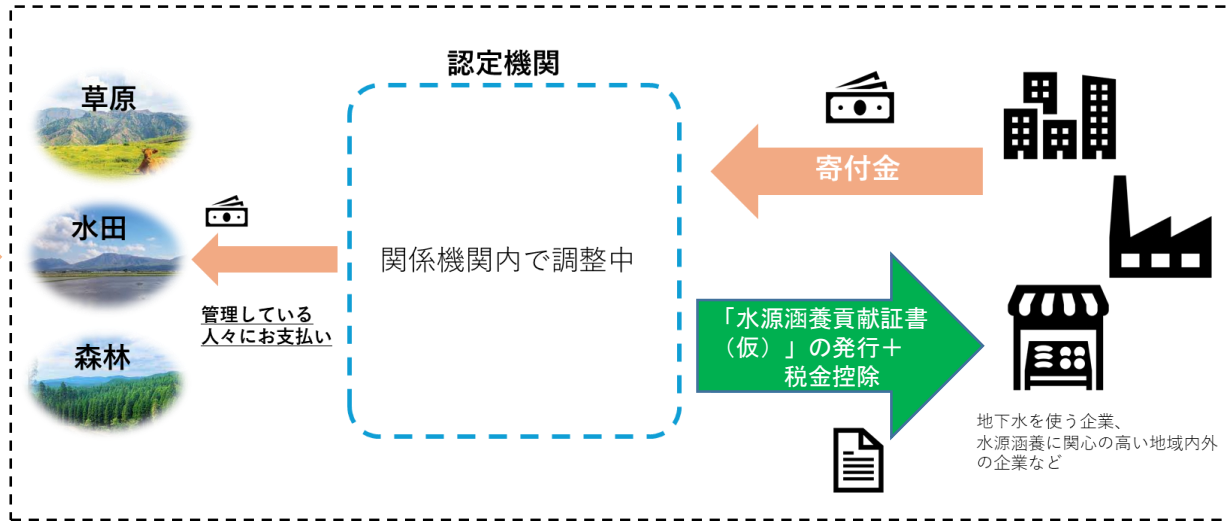 認定機関
草原
水田
森林
管理している
人々にお支払い
関係機関内で調整中
寄付金
「水源涵養貢献証書
（仮）」の発行＋
税金控除
地下水を使う企業、
水源涵養に関心の高い地域内外
の企業など